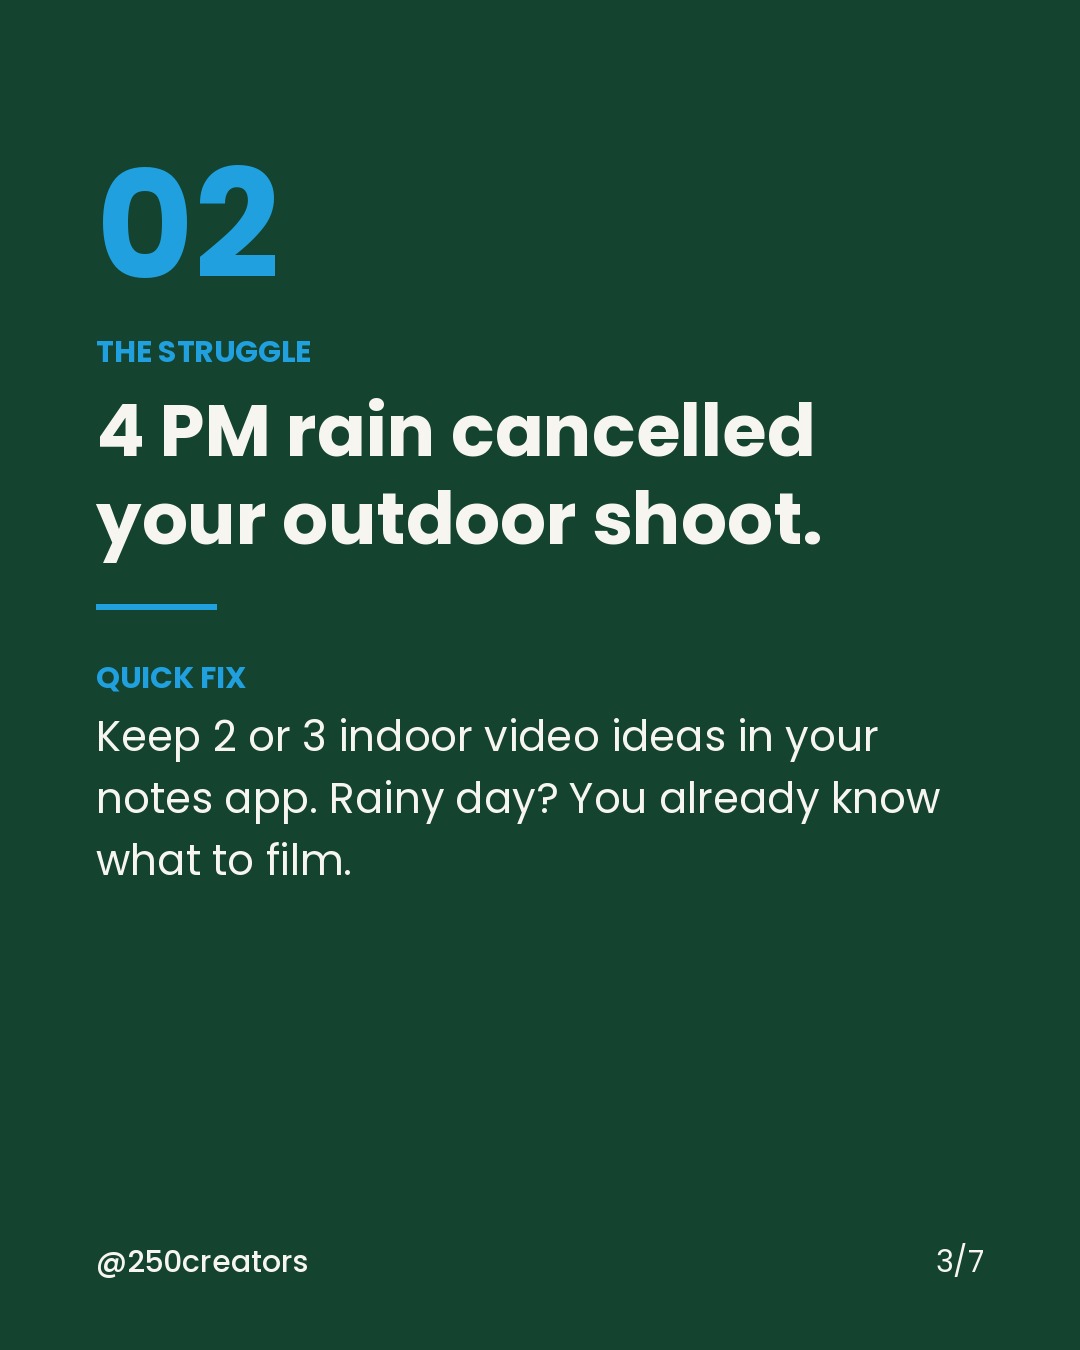 02
THE STRUGGLE
4 PM rain cancelled
your outdoor shoot.
QUICK FIX
Keep 2 or 3 indoor video ideas in your
notes app. Rainy day? You already know
what to film.
@250creators
3/7